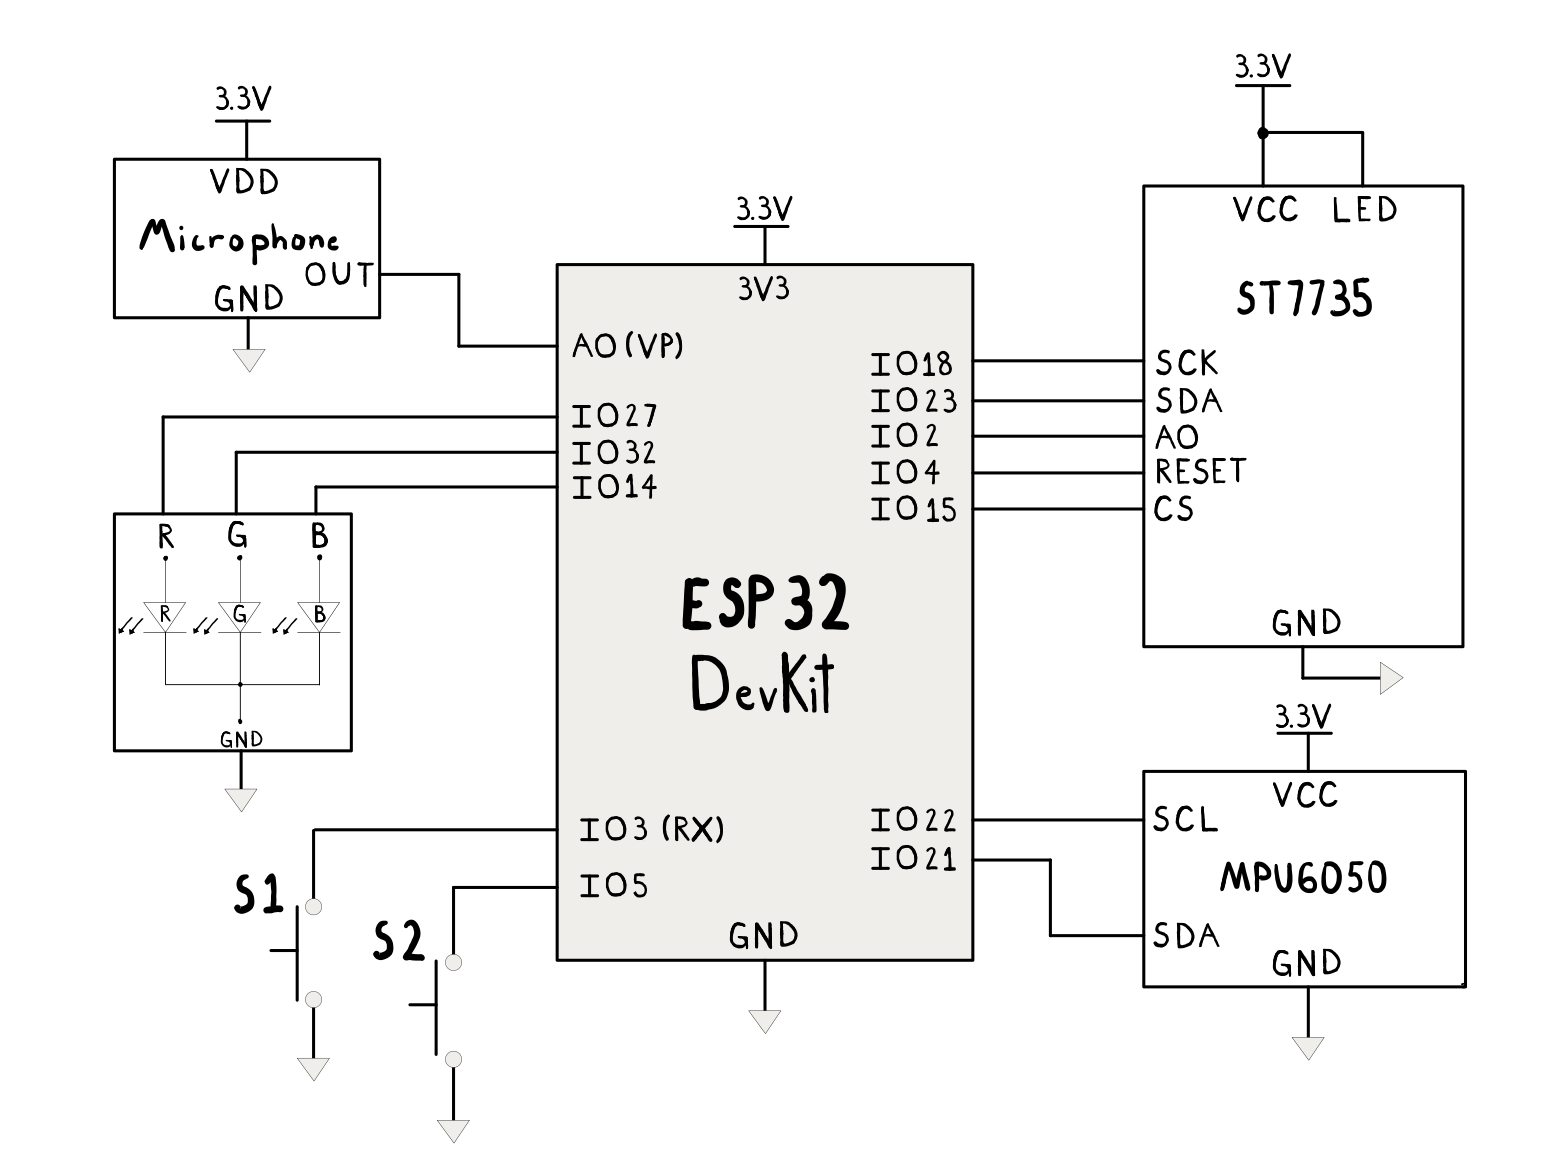 3.3V
VDD
Microphone
OUT
GND
R G B
R G B
GND
S1
S2
3.3V
3V3
A0 (VP)
IO27
IO32
IO14
IO18
IO23
IO2
IO4
IO15
ESP32
DevKit
IO3 (RX)
IO5
IO22
IO21
GND
3.3V
VCC LED
ST7735
SCK
SDA
A0
RESET
CS
GND
3.3V
VCC
SCL
MPU6050
SDA
GND